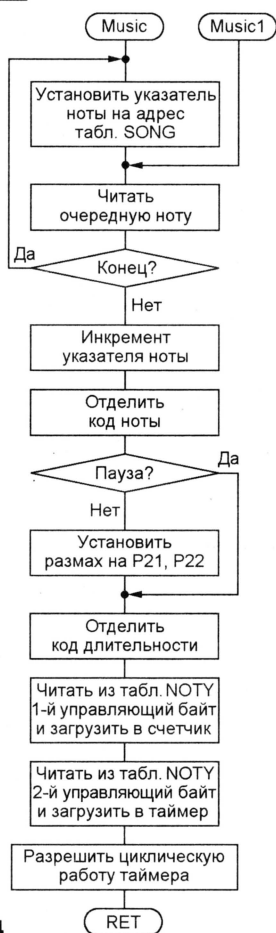 Music
Music1
Установить указатель
ноты на адрес
табл. SONG
Читать
очередную ноту
Да
Конец?
Нет
Инкремент
указателя ноты
Отделить
код ноты
Да
Пауза?
Нет
Установить
размах на P21, P22
Отделить
код длительности
Читать из табл. NOTY
1-й управляющий байт
и загрузить в счетчик
Читать из табл. NOTY
2-й управляющий байт
и загрузить в таймер
Разрешить циклическую
работу таймера
RET